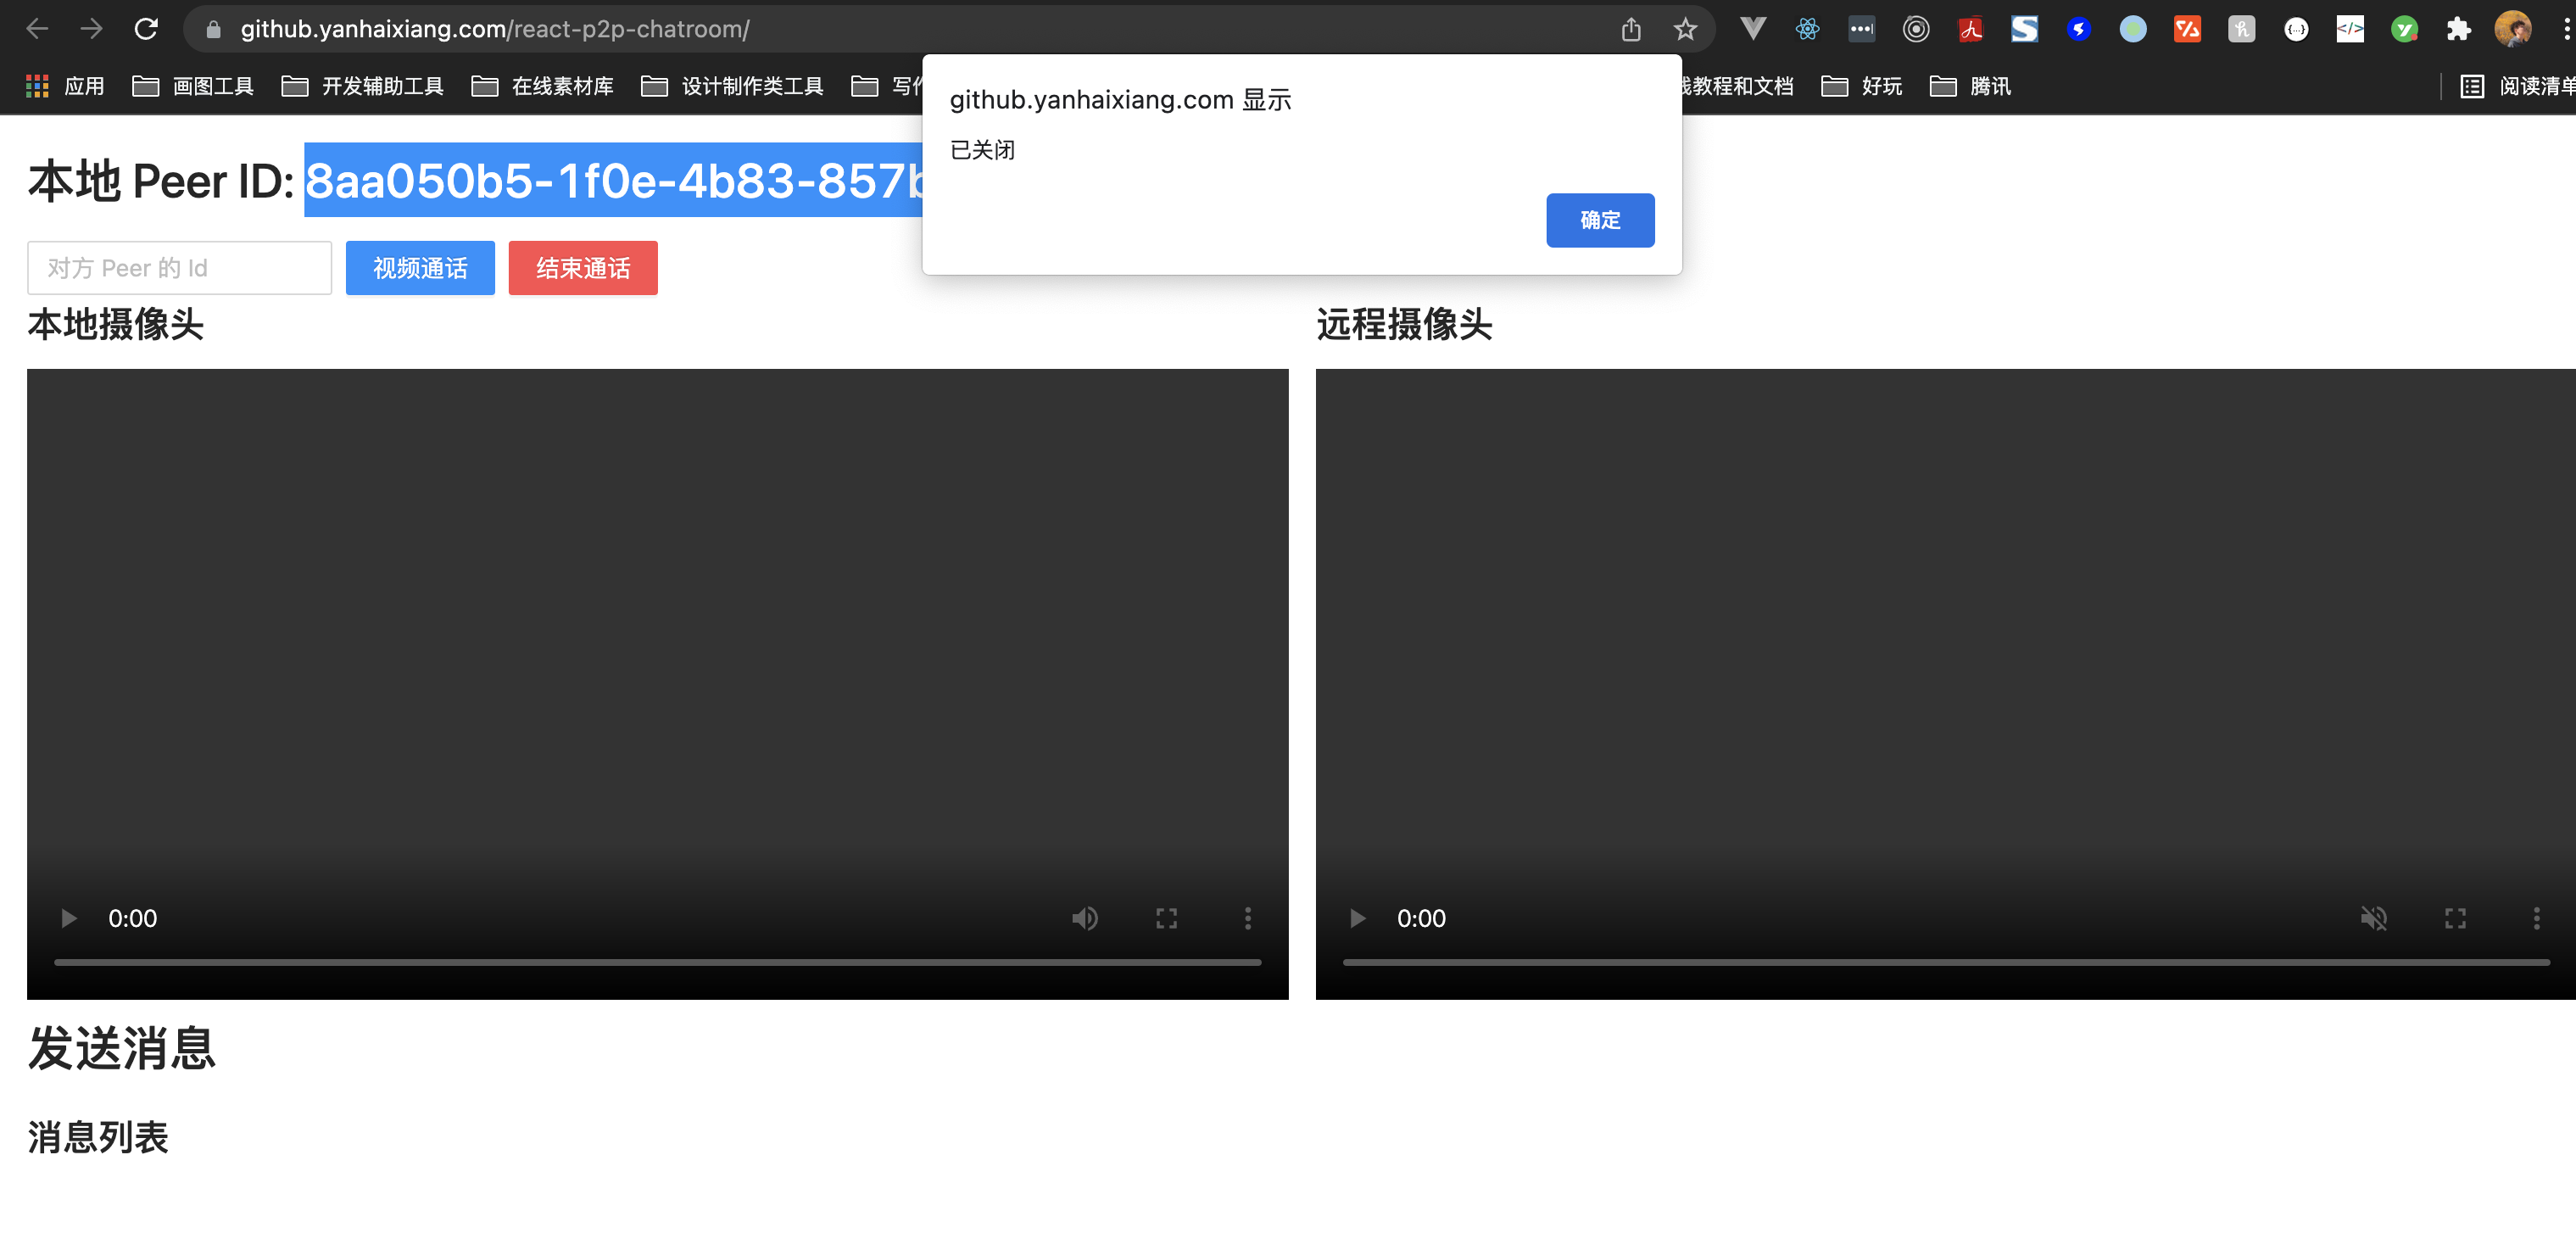 github.yanhaixiang.com/react-p2p-chatroom/
应用 画图工具 开发辅助工具 在线素材库 设计制作类工具 教程和文档 好玩 腾讯 阅读清单
github.yanhaixiang.com 显示
已关闭
确定
本地 Peer ID: 8aa050b5-1f0e-4b83-857b
对方 Peer 的 Id 视频通话 结束通话
本地摄像头 远程摄像头
0:00 0:00
发送消息
消息列表